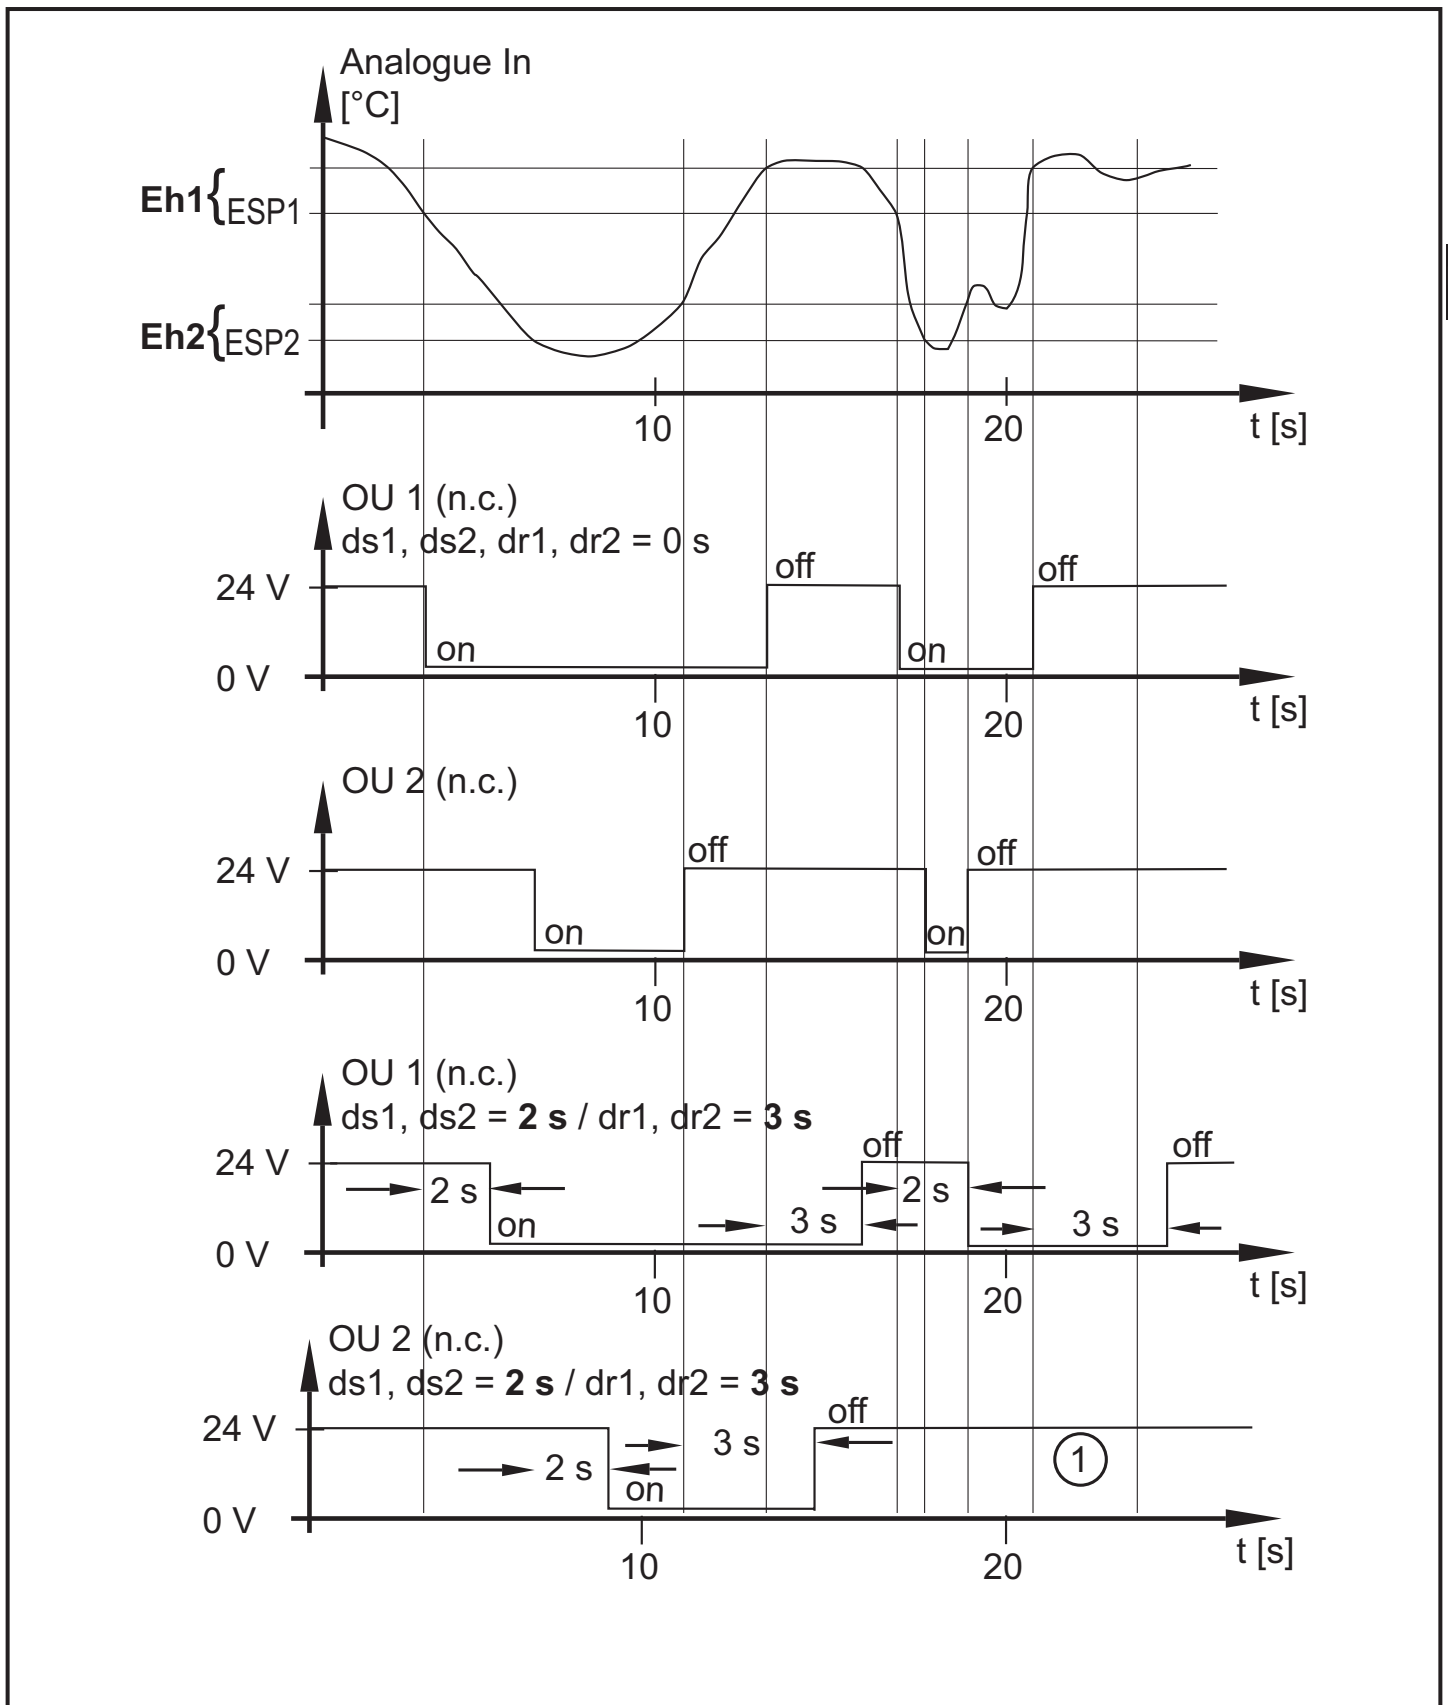 Analogue In
[°C]
Eh1{ESP1
Eh2{ESP2
10
20
t [s]
OU 1 (n.c.)
ds1, ds2, dr1, dr2 = 0 s
off
off
24 V
on
on
0 V
10
20
t [s]
OU 2 (n.c.)
off
off
24 V
on
on
0 V
10
20
t [s]
OU 1 (n.c.)
ds1, ds2 = 2 s / dr1, dr2 = 3 s
off
off
24 V
2 s
2 s
on
3 s
3 s
0 V
10
20
t [s]
OU 2 (n.c.)
ds1, ds2 = 2 s / dr1, dr2 = 3 s
off
24 V
3 s
1
2 s
on
0 V
10
20
t [s]